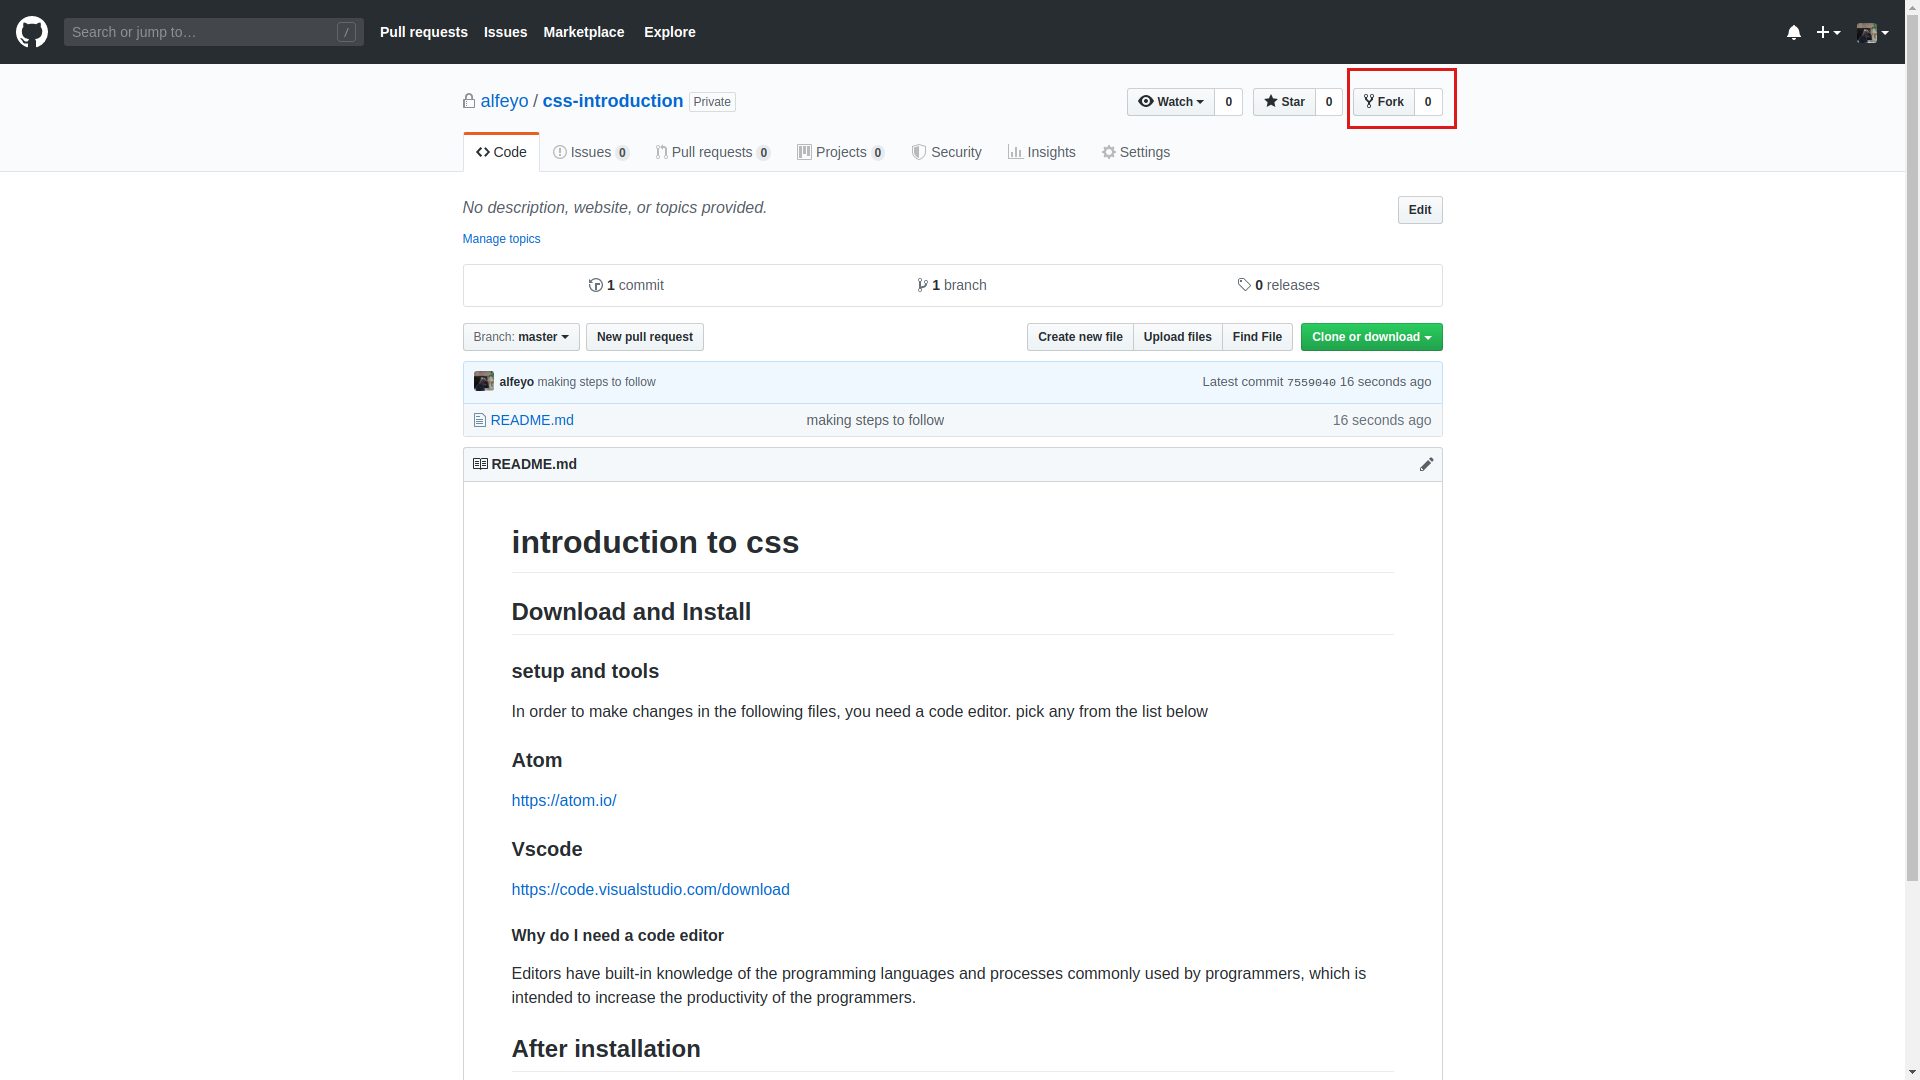 Search or jump to… /
Pull requests Issues Marketplace Explore
alfeyo / css-introduction Private
Watch 0 Star 0 Fork 0
Code Issues 0 Pull requests 0 Projects 0 Security Insights Settings
No description, website, or topics provided.
Edit
Manage topics
1 commit 1 branch 0 releases
Branch: master New pull request Create new file Upload files Find File Clone or download
alfeyo making steps to follow Latest commit 7559040 16 seconds ago
README.md making steps to follow 16 seconds ago
README.md
introduction to css
Download and Install
setup and tools
In order to make changes in the following files, you need a code editor. pick any from the list below
Atom
https://atom.io/
Vscode
https://code.visualstudio.com/download
Why do I need a code editor
Editors have built-in knowledge of the programming languages and processes commonly used by programmers, which is
intended to increase the productivity of the programmers.
After installation